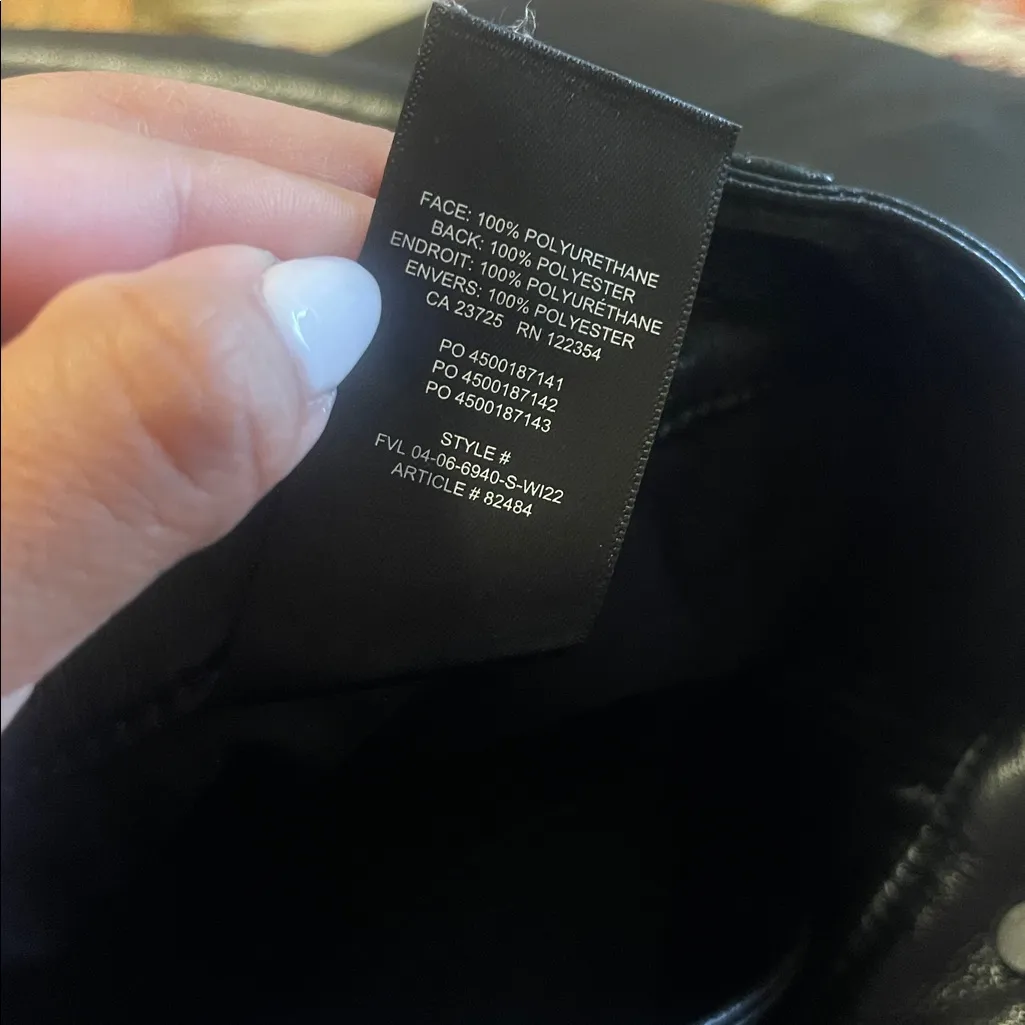 FACE: 100% POLYURETHANE
BACK: 100% POLYESTER
ENDROIT: 100% POLYURÉTHANE
ENVERS: 100% POLYESTER
CA 23725 RN 122354
PO 4500187141
PO 4500187142
PO 4500187143
STYLE #
FVL 04-06-6940-S-WI22
ARTICLE # 82484